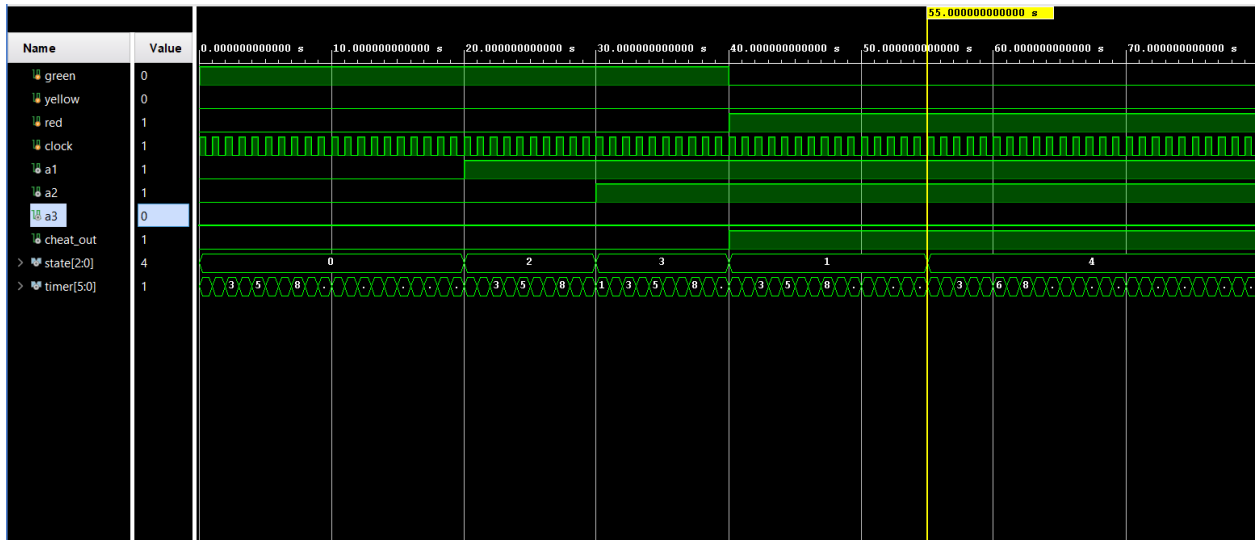 55.000000000000 s
Name Value
0.000000000000 s 10.000000000000 s 20.000000000000 s 30.000000000000 s 40.000000000000 s 50.000000000000 s 60.000000000000 s 70.000000000000 s
green 0
yellow 0
red 1
clock 1
a1 1
a2 1
a3 0
cheat_out 1
> state[2:0] 4 0 2 3 1 4
> timer[5:0] 1 3 5 8 . . . . . . . 3 5 8 . 1 3 5 8 . 3 5 8 . . . . 3 6 8 . . . . . . . .